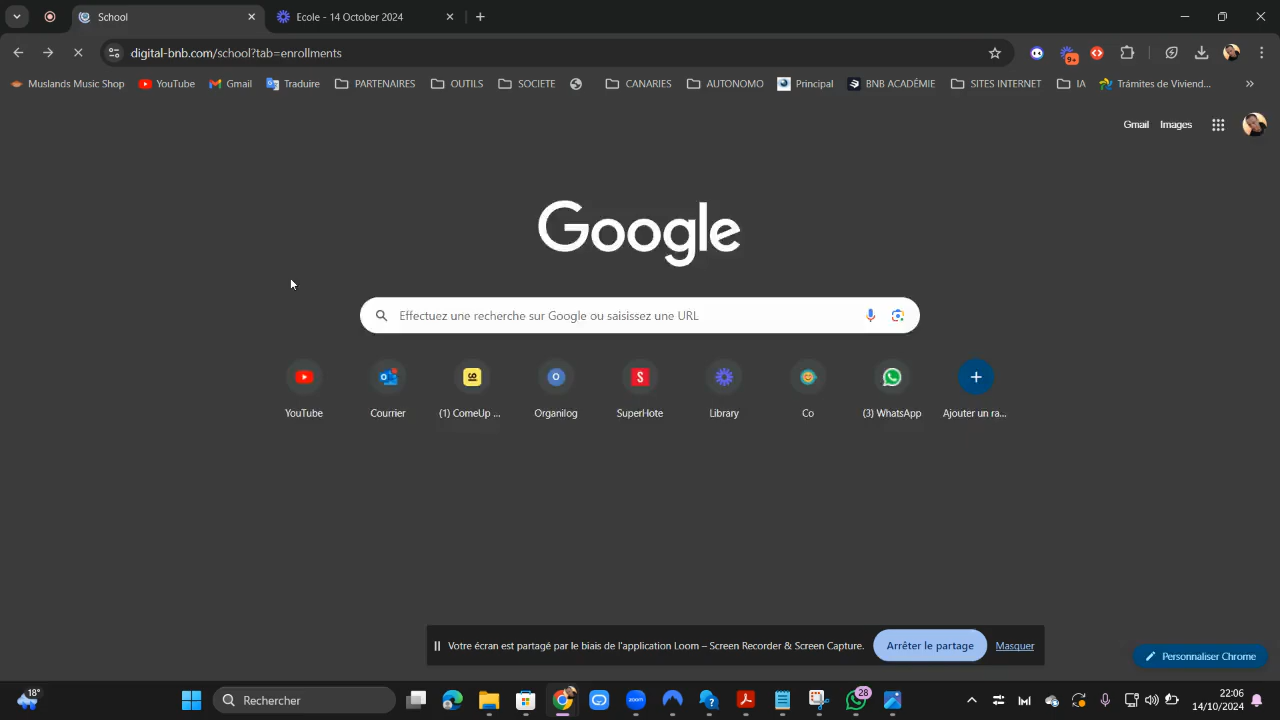 School
Ecole - 14 October 2024
digital-bnb.com/school?tab=enrollments
9+
Muslands Music Shop
YouTube
Gmail
Traduire
PARTENAIRES
OUTILS
SOCIETE
CANARIES
AUTONOMO
Principal
BNB ACADEMIE
SITES INTERNET
IA
Trámites de Viviend...
Gmail
Images
Google
Effectuez une recherche sur Google ou saisissez une URL
YouTube
Courrier
(1) ComeUp ...
Organilog
SuperHote
Library
Co
(3) WhatsApp
Ajouter un ra...
Votre écran est partagé par le biais de l'application Loom – Screen Recorder & Screen Capture.
Arrêter le partage
Masquer
Personnaliser Chrome
18°
Rechercher
zoom
28
22:06
14/10/2024